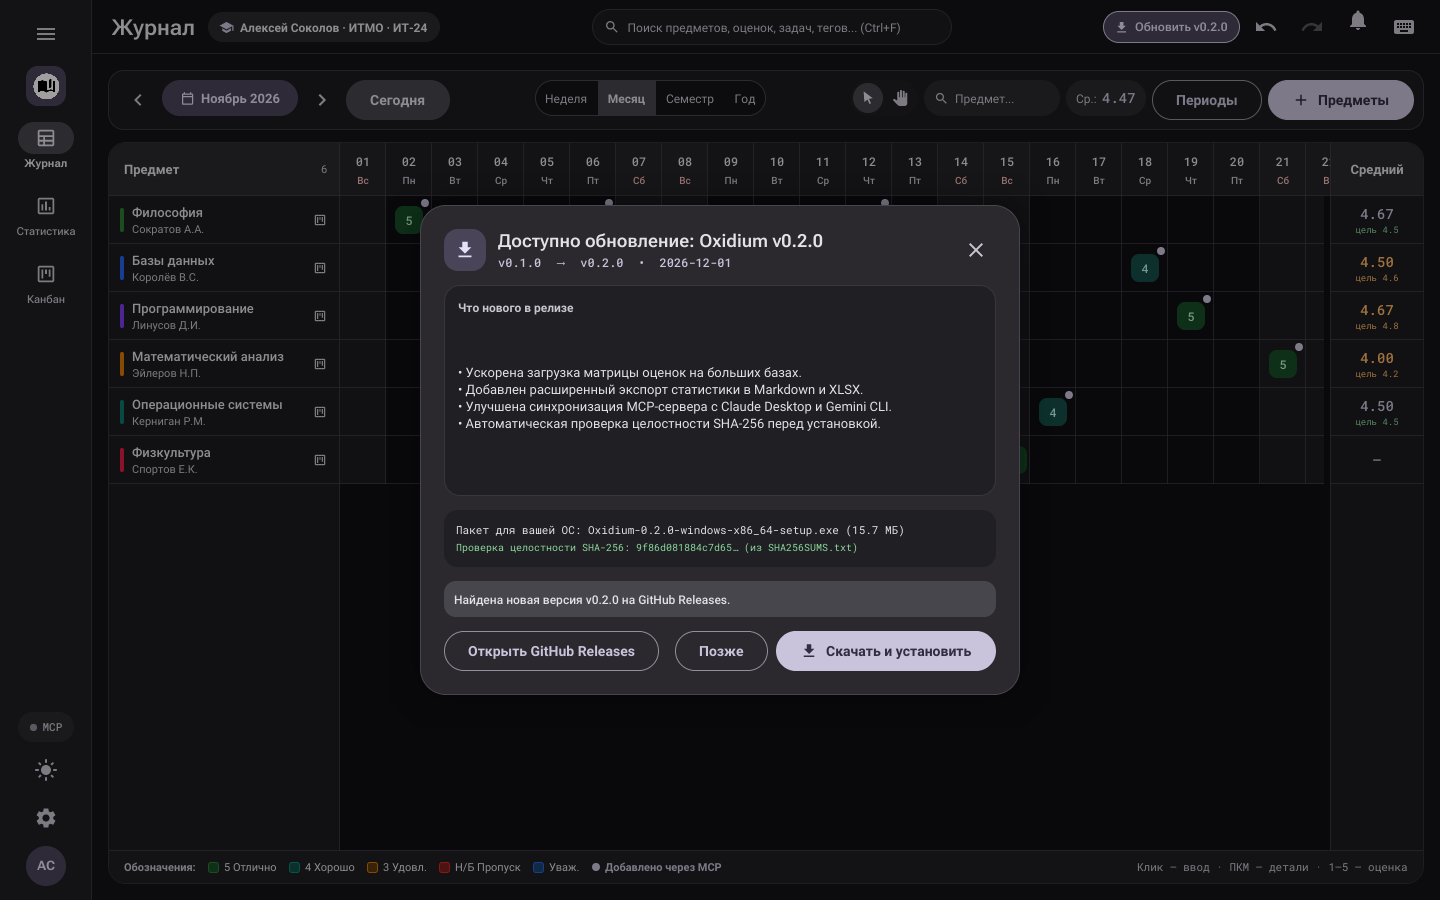 Журнал
Алексей Соколов · ИТМО · ИТ-24
Поиск предметов, оценок, задач, тегов... (Ctrl+F)
Обновить v0.2.0
Ноябрь 2026
Сегодня
Неделя
Месяц
Семестр
Год
Предмет...
Ср.: 4.47
Периоды
Предметы
Журнал
Статистика
Канбан
MCP
АС
Предмет 6
01 02 03 04 05 06 07 08 09 10 11 12 13 14 15 16 17 18 19 20 21
Вс Пн Вт Ср Чт Пт Сб Вс Пн Вт Ср Чт Пт Сб Вс Пн Вт Ср Чт Пт Сб
Средний
Философия
Сократов А.А.
5
4.67
цель 4.5
Базы данных
Королёв В.С.
4
4.50
цель 4.6
Программирование
Линусов Д.И.
5
4.67
цель 4.8
Математический анализ
Эйлеров Н.П.
5
4.00
цель 4.2
Операционные системы
Керниган Р.М.
4
4.50
цель 4.5
Физкультура
Спортов Е.К.
—
Доступно обновление: Oxidium v0.2.0
v0.1.0 → v0.2.0 • 2026-12-01
Что нового в релизе
• Ускорена загрузка матрицы оценок на больших базах.
• Добавлен расширенный экспорт статистики в Markdown и XLSX.
• Улучшена синхронизация MCP-сервера с Claude Desktop и Gemini CLI.
• Автоматическая проверка целостности SHA-256 перед установкой.
Пакет для вашей ОС: Oxidium-0.2.0-windows-x86_64-setup.exe (15.7 МБ)
Проверка целостности SHA-256: 9f86d081884c7d65… (из SHA256SUMS.txt)
Найдена новая версия v0.2.0 на GitHub Releases.
Открыть GitHub Releases
Позже
Скачать и установить
Обозначения: 5 Отлично 4 Хорошо 3 Удовл. Н/Б Пропуск Уваж. Добавлено через MCP
Клик — ввод · ПКМ — детали · 1–5 — оценка